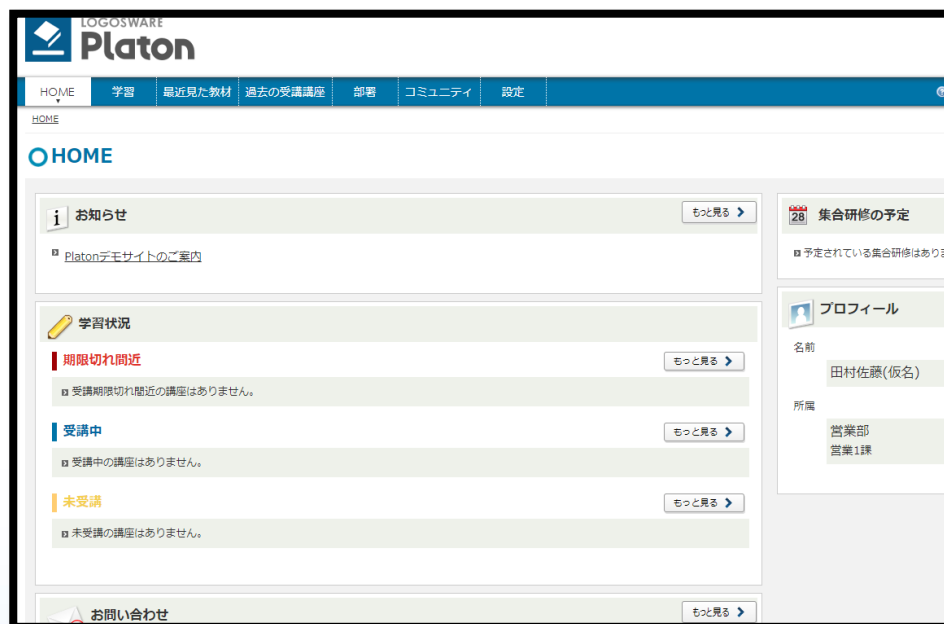 LOGOSWARE
Platon
HOME 学習 最近見た教材 過去の受講講座 部署 コミュニティ 設定
HOME
HOME
お知らせ
もっと見る
Platonデモサイトのご案内
学習状況
期限切れ間近
もっと見る
受講期限切れ間近の講座はありません。
受講中
もっと見る
受講中の講座はありません。
未受講
もっと見る
未受講の講座はありません。
お問い合わせ
もっと見る
28
集合研修の予定
予定されている集合研修はありま
プロフィール
名前
田村佐藤(仮名)
所属
営業部
営業1課